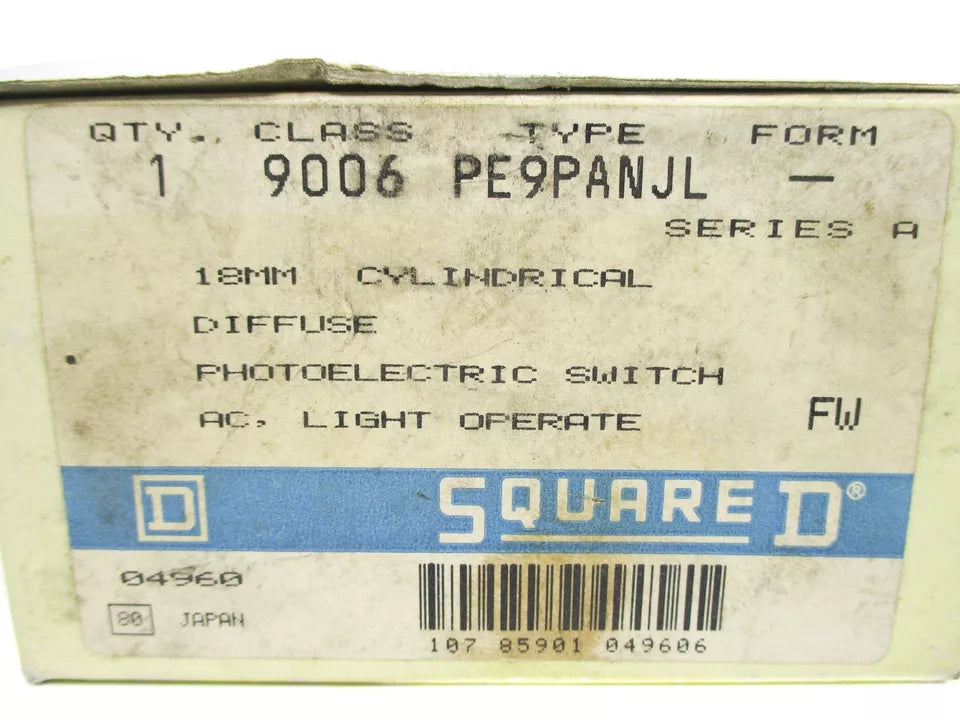 QTY. CLASS TYPE FORM
1 9006 PE9PANJL —
SERIES A
18MM CYLINDRICAL
DIFFUSE
PHOTOELECTRIC SWITCH
AC, LIGHT OPERATE FW
D SQUARE D®
04960
80 JAPAN
107 85901 049606